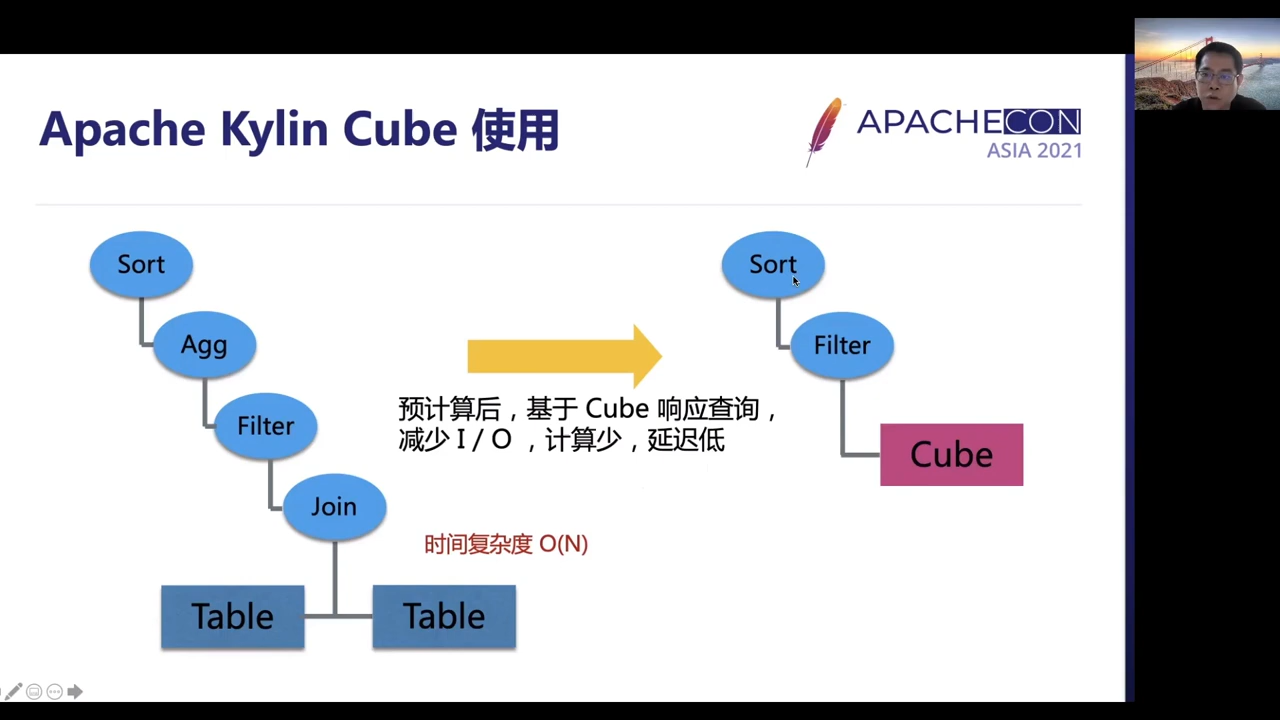 Apache Kylin Cube 使用
APACHECON
ASIA 2021
Sort
Agg
Filter
Join
Table
Table
预计算后，基于 Cube 响应查询，
减少 I / O ，计算少，延迟低
时间复杂度 O(N)
Sort
Filter
Cube